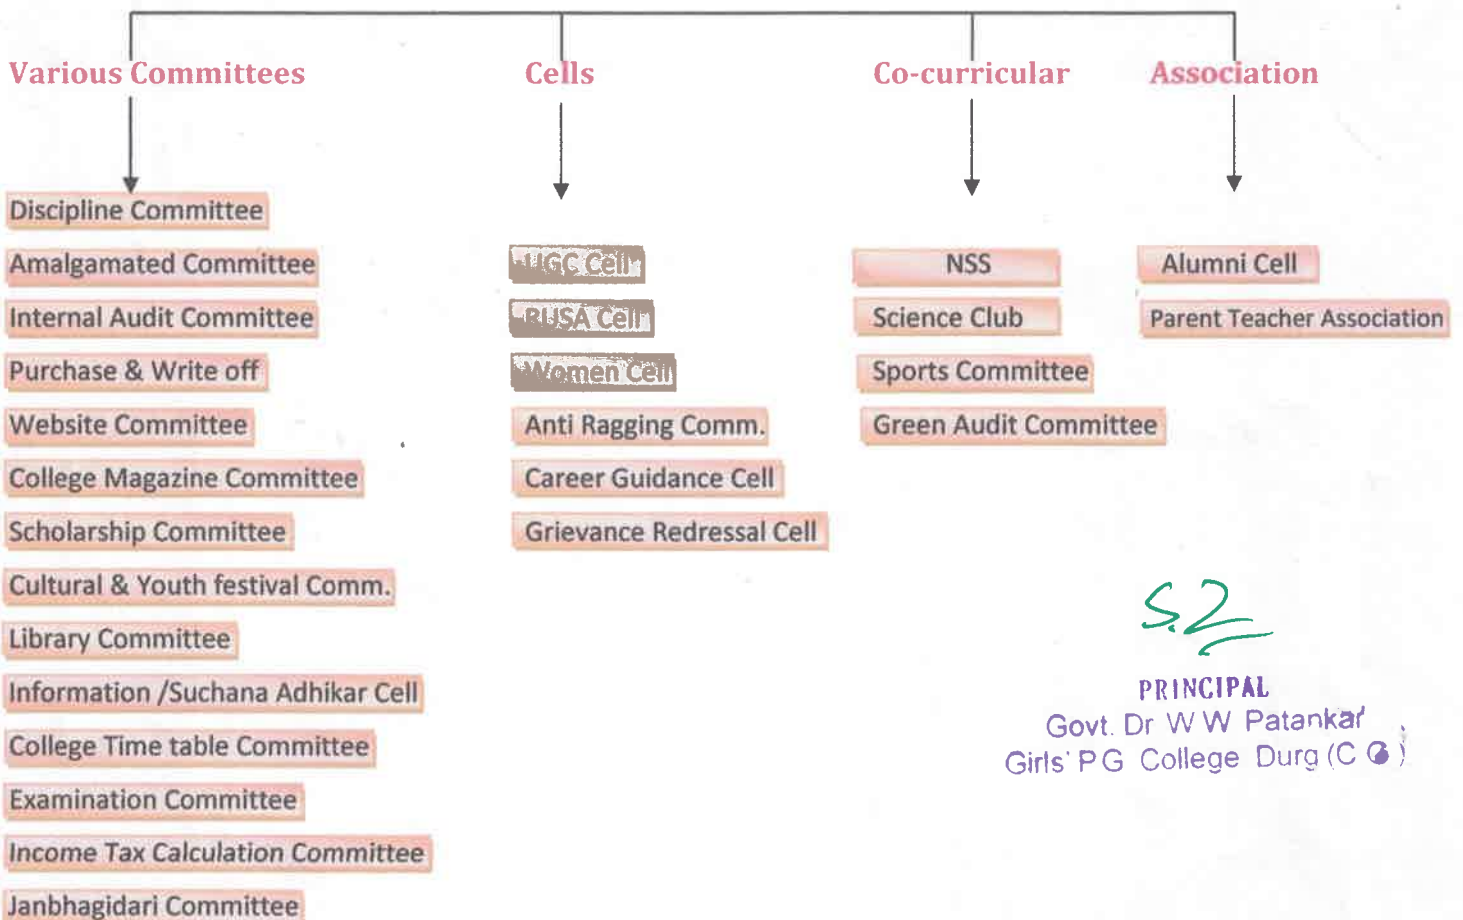 Various Committees
Discipline Committee
Amalgamated Committee
Internal Audit Committee
Purchase & Write off
Website Committee
College Magazine Committee
Scholarship Committee
Cultural & Youth festival Comm.
Library Committee
Information /Suchana Adhikar Cell
College Time table Committee
Examination Committee
Income Tax Calculation Committee
Janbhagidari Committee
Cells
UGC Cell
RUSA Cell
Women Cell
Anti Ragging Comm.
Career Guidance Cell
Grievance Redressal Cell
Co-curricular
NSS
Science Club
Sports Committee
Green Audit Committee
Association
Alumni Cell
Parent Teacher Association
PRINCIPAL
Govt. Dr W W Patankar
Girls' PG College Durg (C